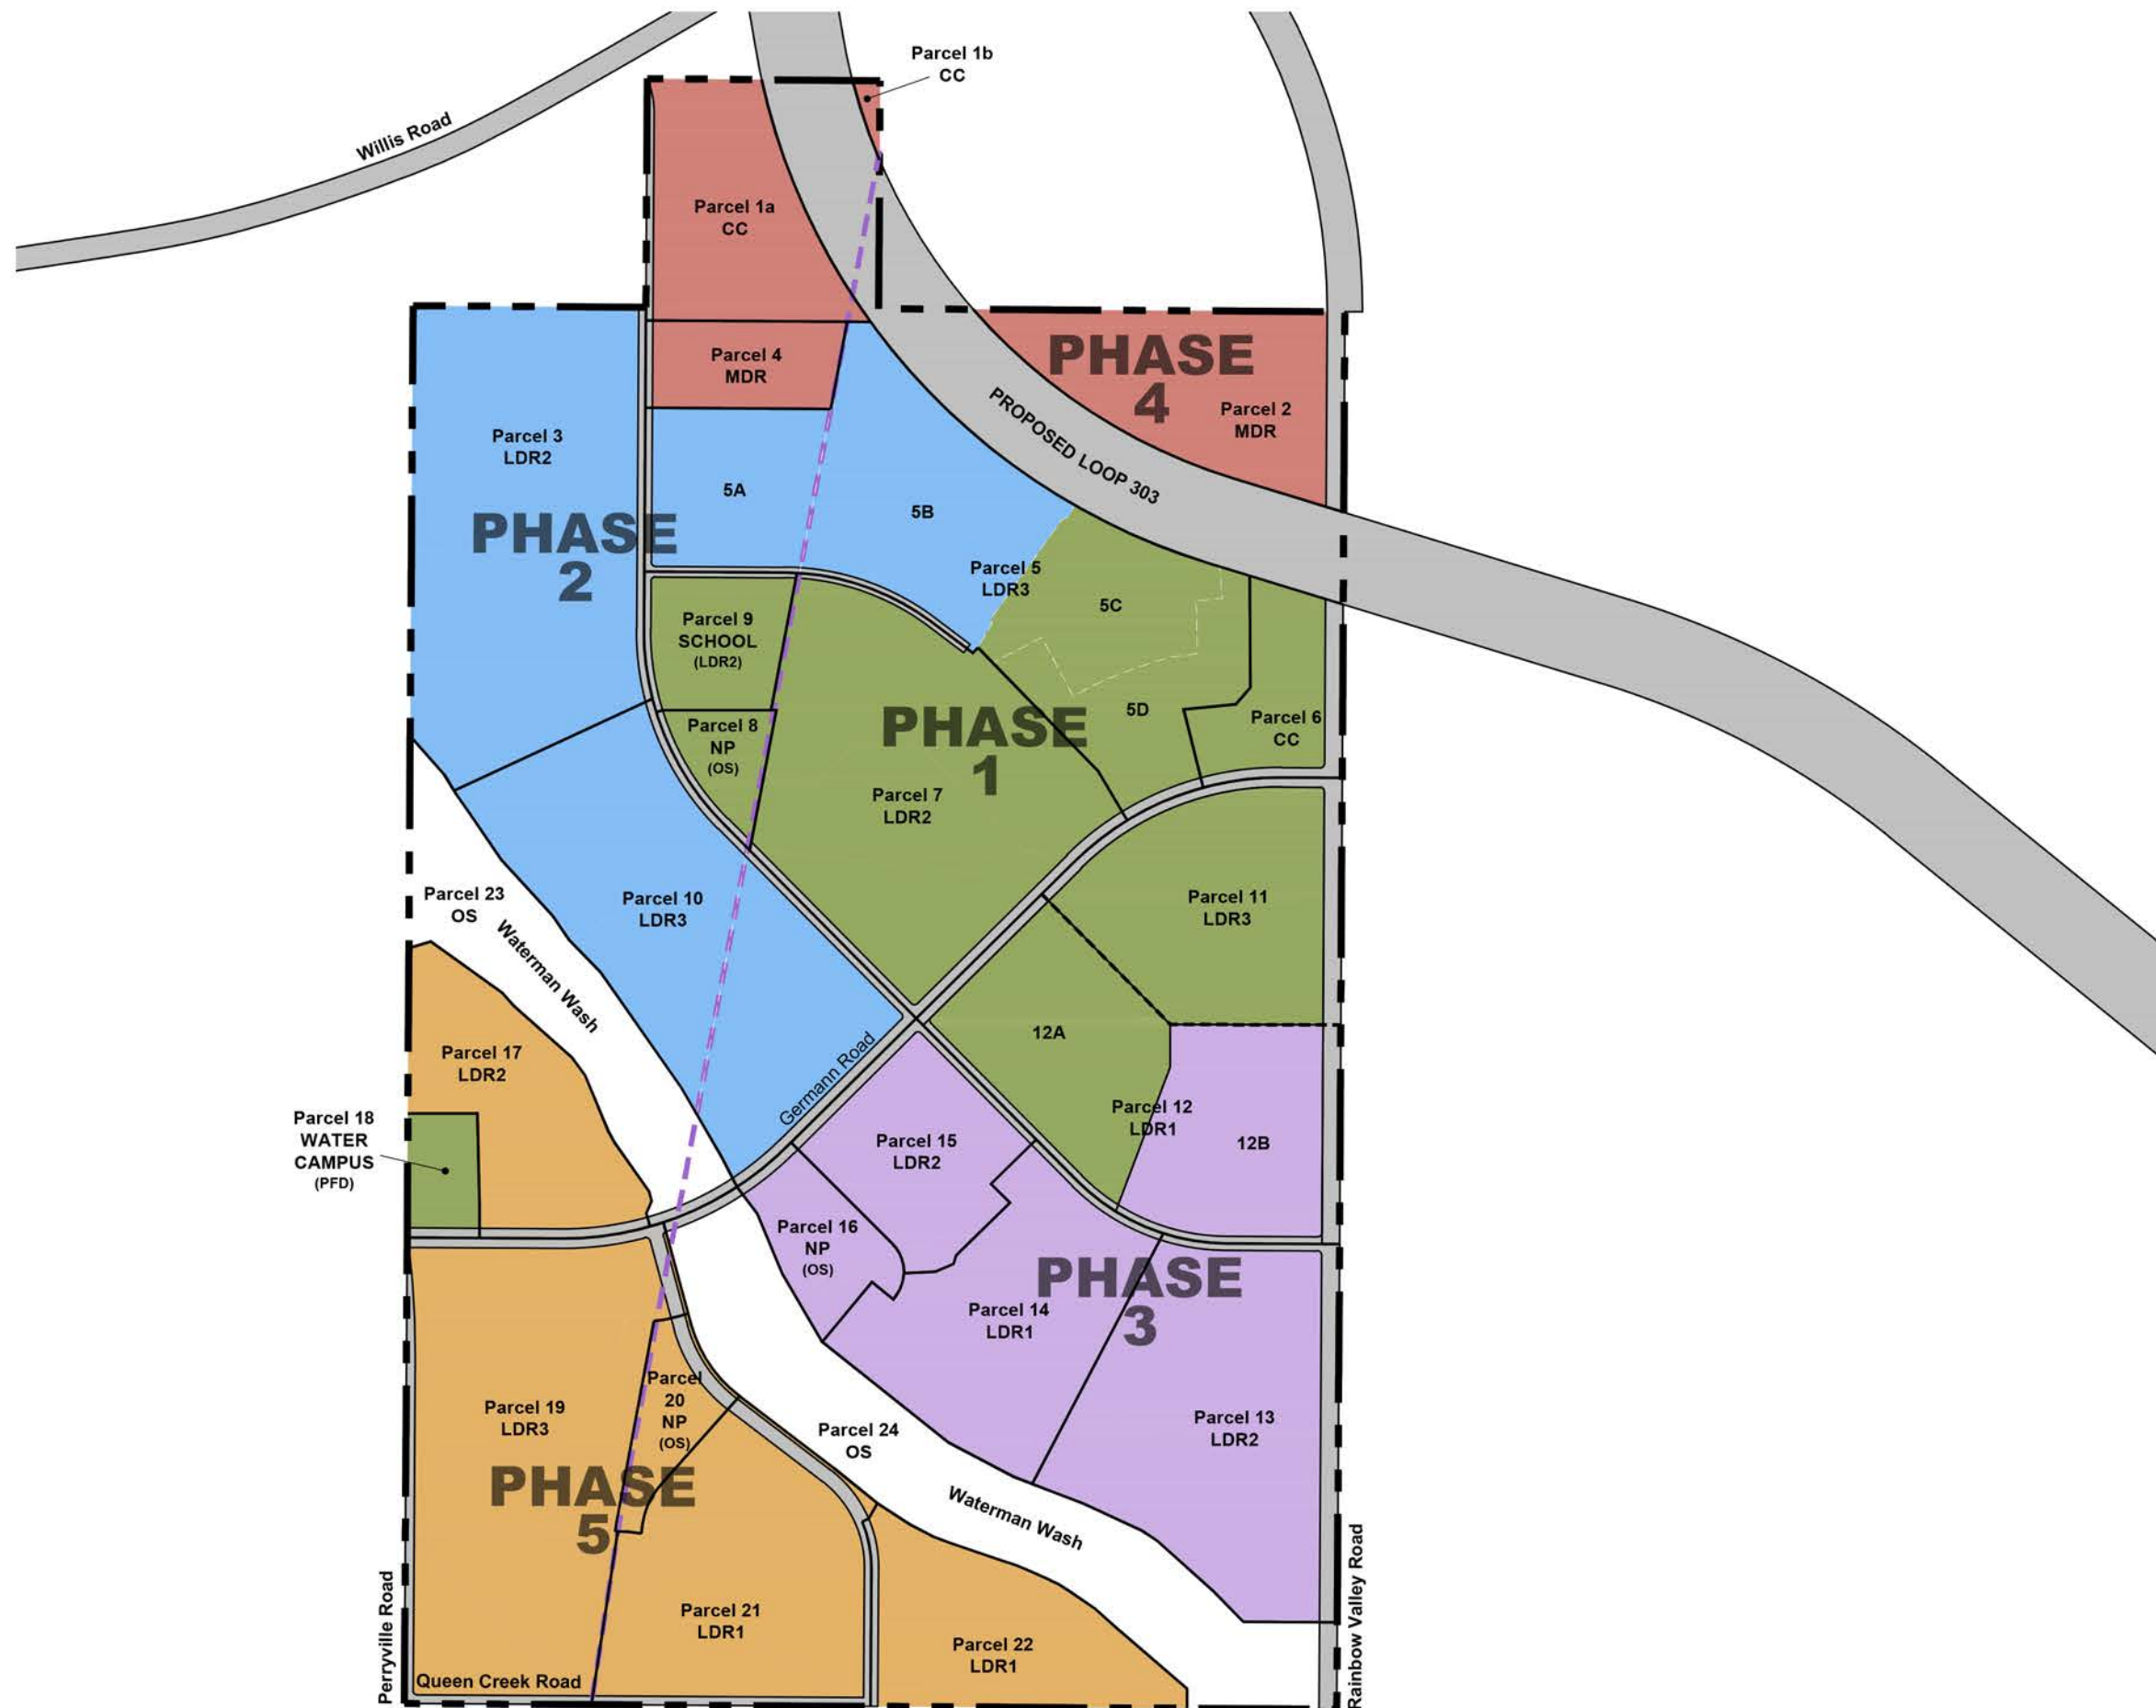 Parcel 1b
CC
Willis Road
Parcel 1a
CC
Parcel 4
MDR
PHASE
4
Parcel 2
MDR
PROPOSED LOOP 303
Parcel 3
LDR2
5A
5B
PHASE
2
Parcel 5
LDR3
5C
Parcel 9
SCHOOL
(LDR2)
Parcel 8
NP
(OS)
PHASE
1
5D
Parcel 6
CC
Parcel 7
LDR2
Parcel 23
OS
Waterman Wash
Parcel 10
LDR3
Parcel 11
LDR3
12A
Parcel 17
LDR2
Germann Road
Parcel 18
WATER
CAMPUS
(PFD)
Parcel 12
LDR1
12B
Parcel 15
LDR2
Parcel 16
NP
(OS)
PHASE
3
Parcel 14
LDR1
Parcel 19
LDR3
Parcel
20
NP
(OS)
Parcel 24
OS
Parcel 13
LDR2
PHASE
5
Waterman Wash
Perryville Road
Rainbow Valley Road
Parcel 21
LDR1
Parcel 22
LDR1
Queen Creek Road